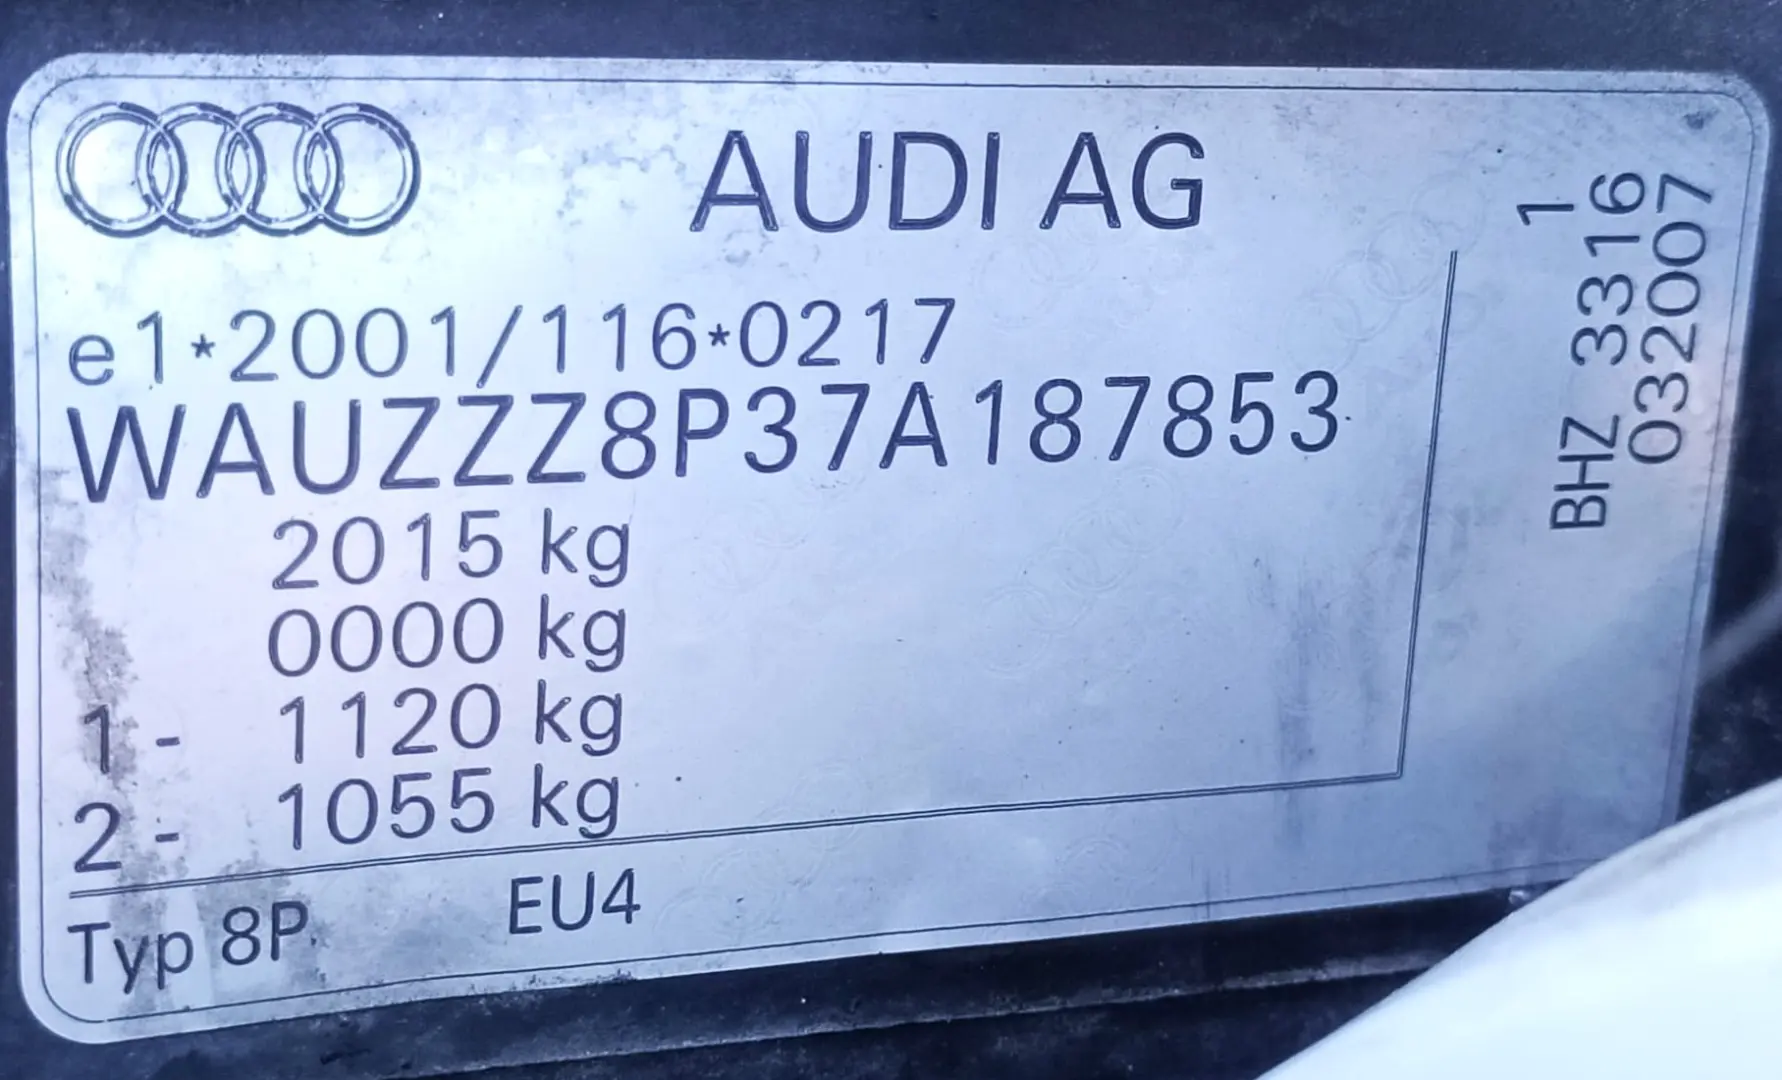 AUDI AG
e1*2001/116*0217
WAUZZZ8P37A187853
2015 kg
0000 kg
1 - 1120 kg
2 - 1055 kg
Typ 8P EU4
1
BHZ 3316
032007